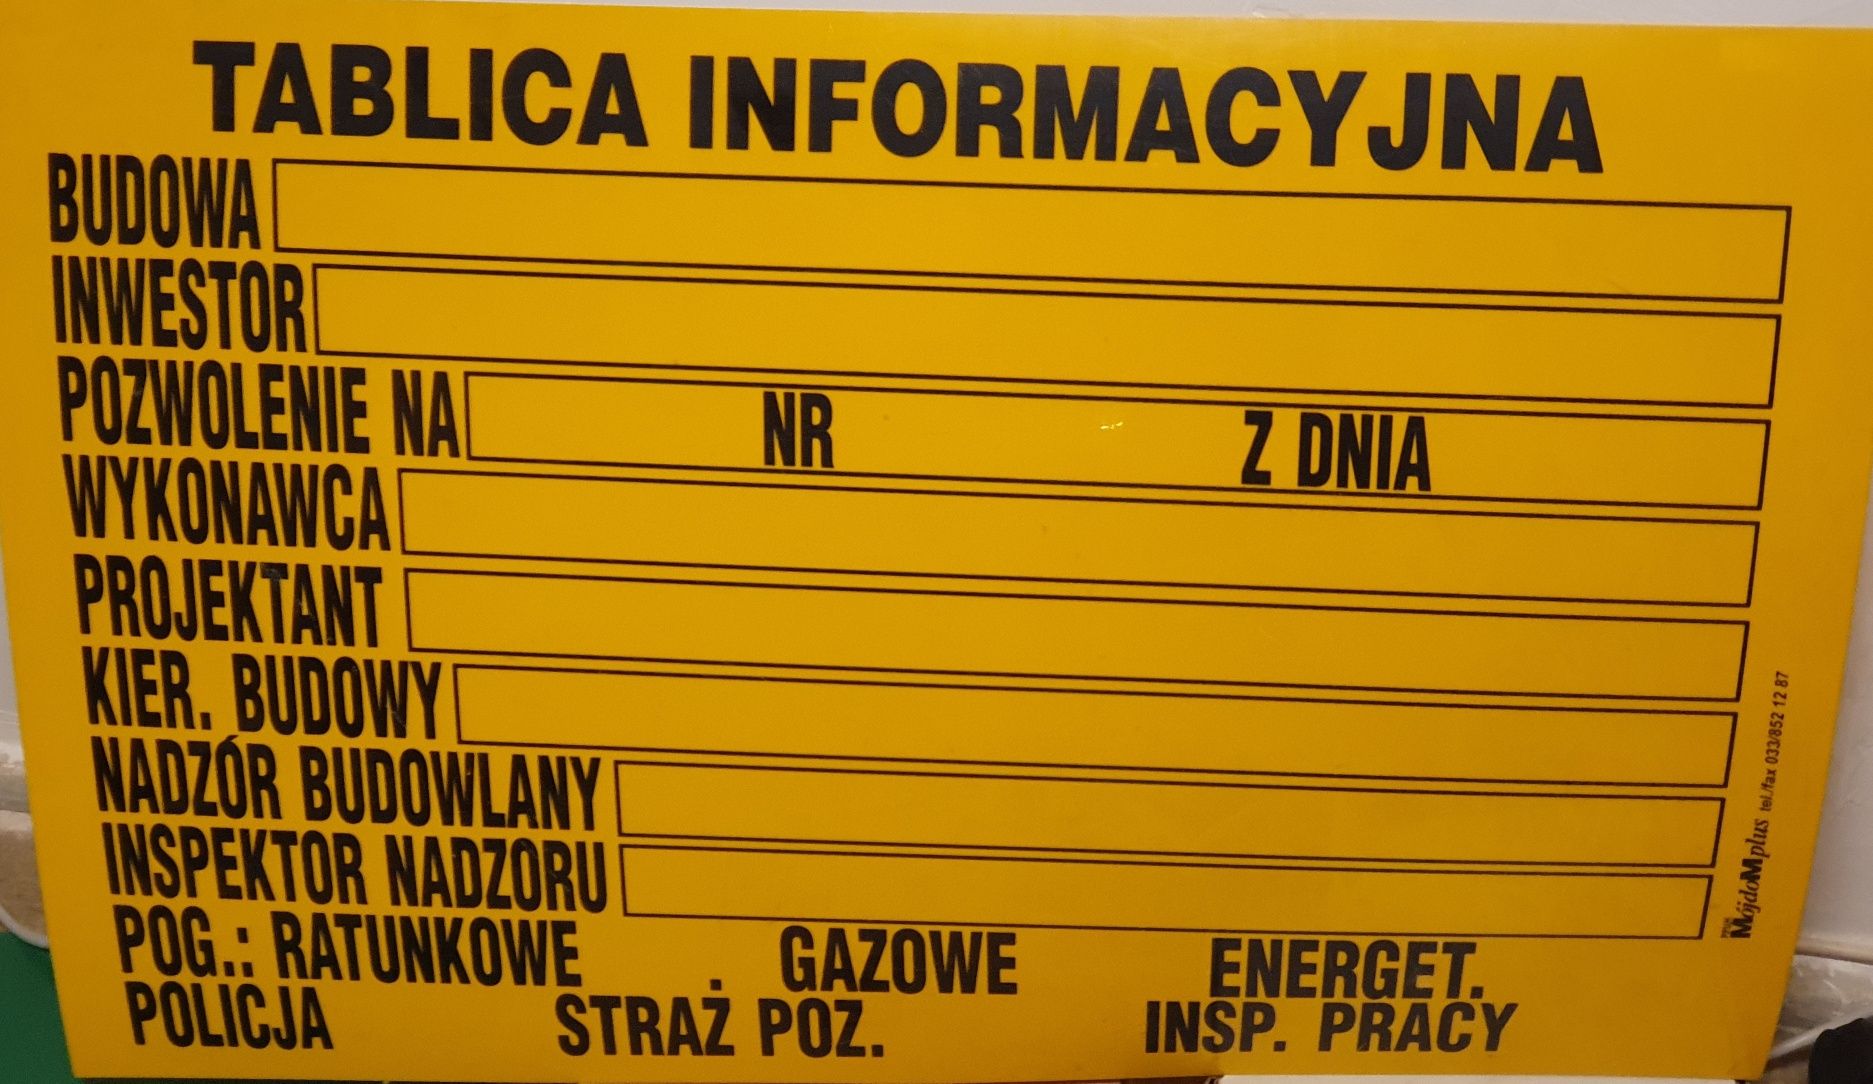 TABLICA INFORMACYJNA
BUDOWA
INWESTOR
POZWOLENIE NA NR Z DNIA
WYKONAWCA
PROJEKTANT
KIER. BUDOWY
NADZÓR BUDOWLANY
INSPEKTOR NADZORU
POG.: RATUNKOWE GAZOWE ENERGET.
POLICJA STRAŻ POZ. INSP. PRACY
MójdoMplus tel./fax 033/852 12 87